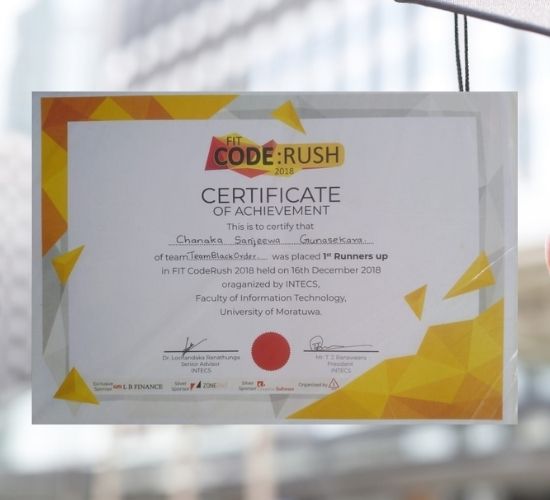 FIT
CODE:RUSH
2018
CERTIFICATE
OF ACHIEVEMENT
This is to certify that
Chanaka Sanjeewa Gunasekara.
of team TeamBlackOrder. was placed 1st Runners up
in FIT CodeRush 2018 held on 16th December 2018
oraganized by INTECS,
Faculty of Information Technology,
University of Moratuwa.
Dr. Lochandaka Ranathunga
Senior Advisor
INTECS
Mr. T. J.
President
INTECS
Exclusive Sponsor LB FINANCE Silver Sponsor ZONE Silver Sponsor Software Organized by